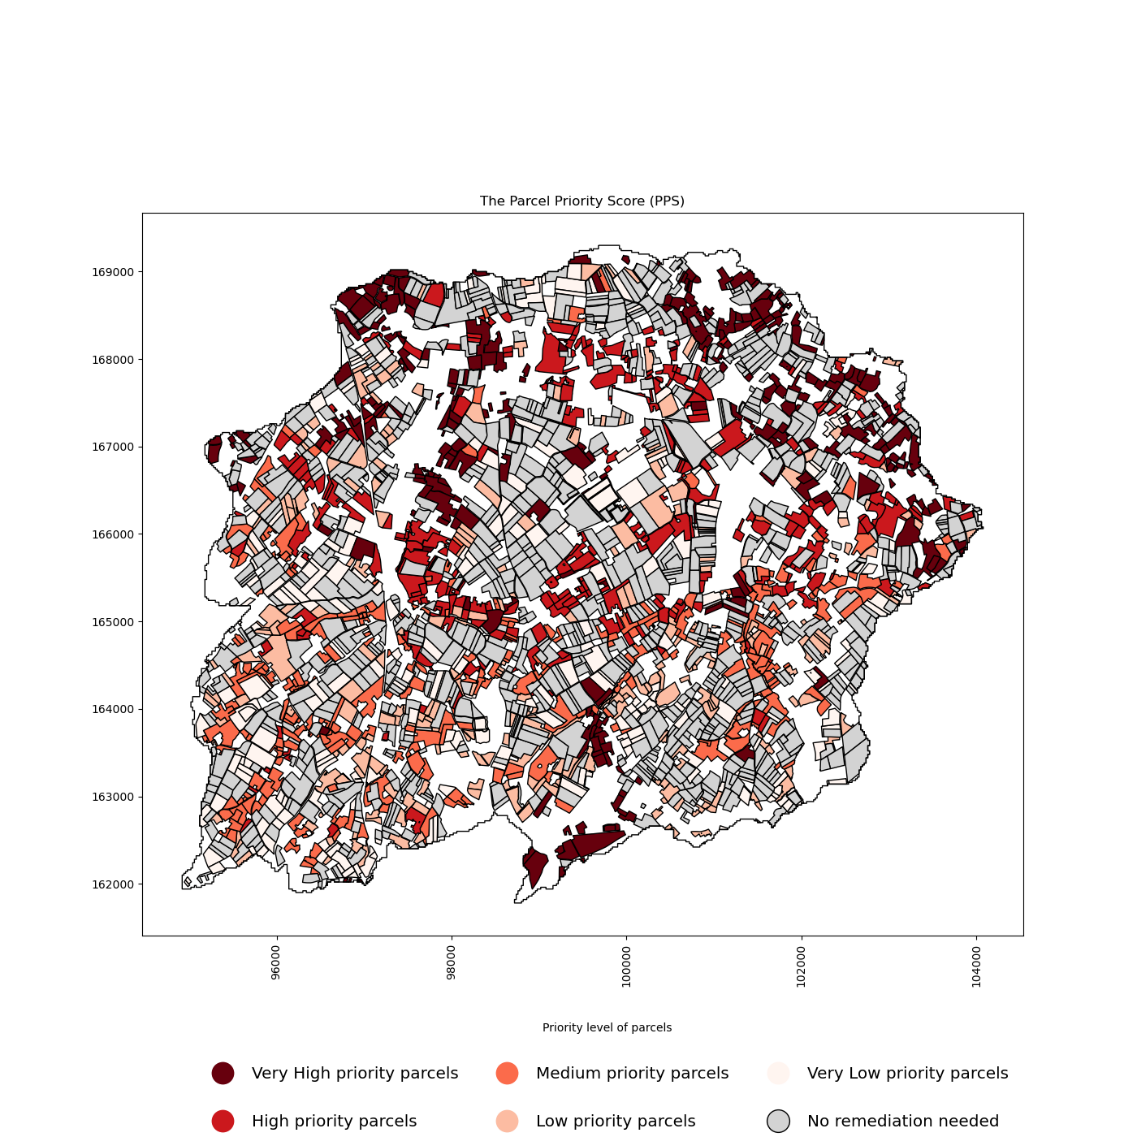 The Parcel Priority Score (PPS)
169000
168000
167000
166000
165000
164000
163000
162000
96000
98000
100000
102000
104000
Priority level of parcels
Very High priority parcels
Medium priority parcels
Very Low priority parcels
High priority parcels
Low priority parcels
No remediation needed